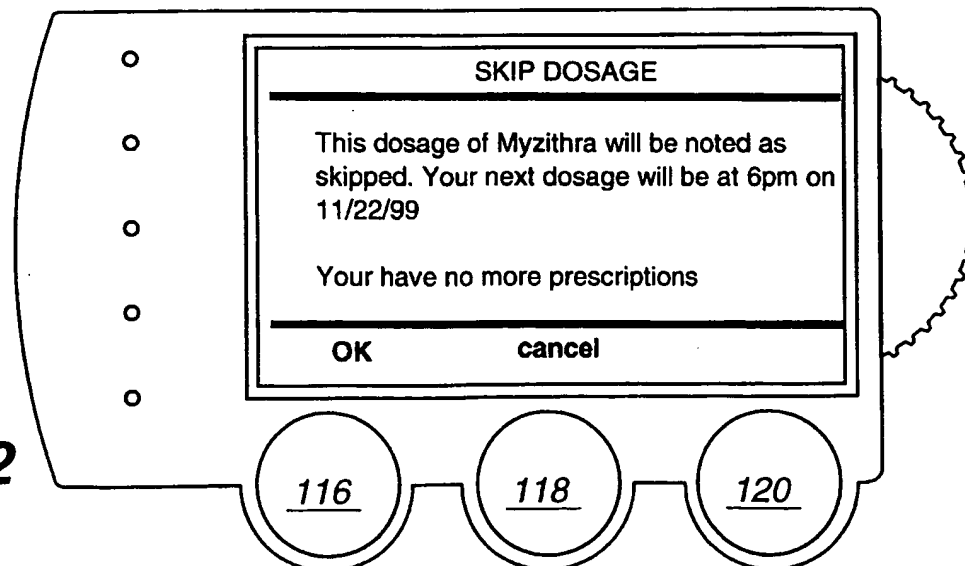 SKIP DOSAGE
This dosage of Myzithra will be noted as
skipped. Your next dosage will be at 6pm on
11/22/99
Your have no more prescriptions
OK cancel
2
116 118 120